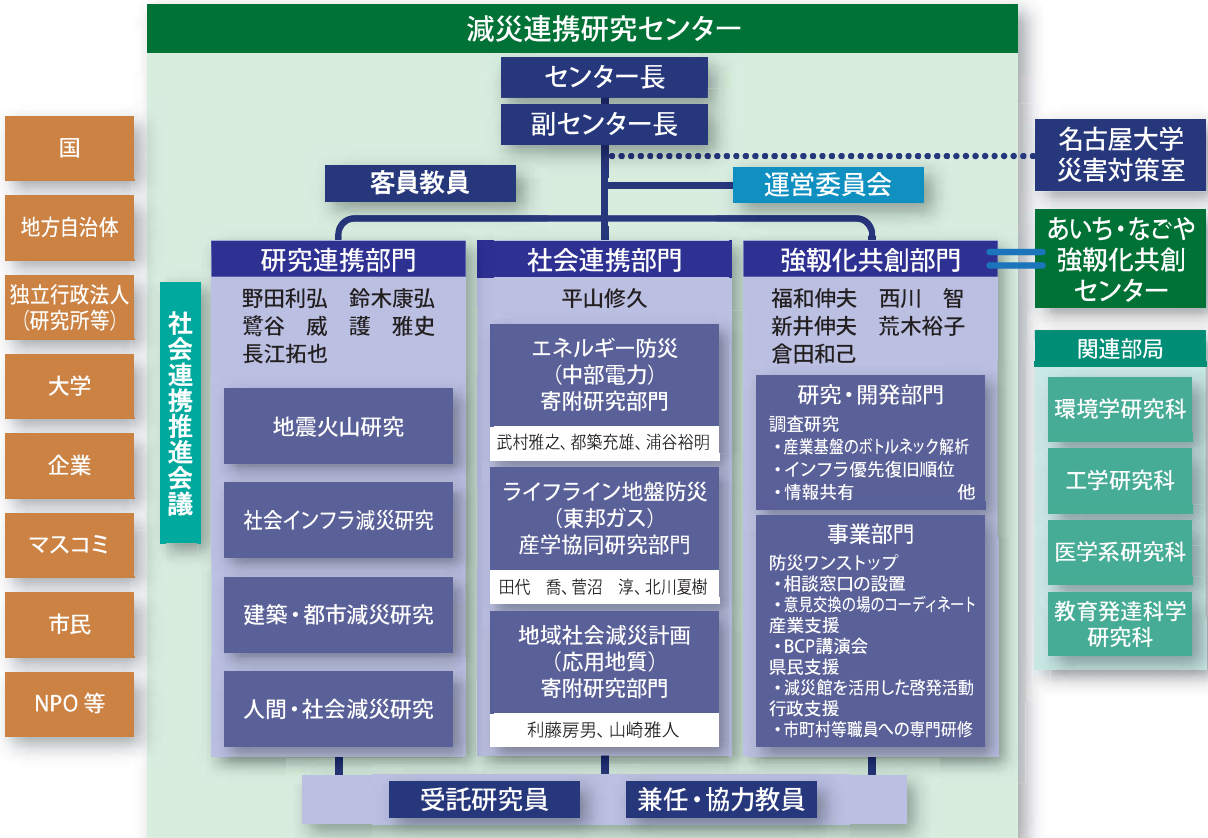 減災連携研究センター
センター長
副センター長
客員教員
運営委員会
名古屋大学
災害対策室
あいち・なごや
強靱化共創
センター
関連部局
環境学研究科
工学研究科
医学系研究科
教育発達科学
研究科
国
地方自治体
独立行政法人
（研究所等）
大学
企業
マスコミ
市民
NPO 等
社会連携推進会議
研究連携部門
野田利弘　鈴木康弘
鷺谷　威　護　雅史
長江拓也
地震火山研究
社会インフラ減災研究
建築・都市減災研究
人間・社会減災研究
社会連携部門
平山修久
エネルギー防災
（中部電力）
寄附研究部門
武村雅之、都築充雄、浦谷裕明
ライフライン地盤防災
（東邦ガス）
産学協同研究部門
田代　喬、菅沼　淳、北川夏樹
地域社会減災計画
（応用地質）
寄附研究部門
利藤房男、山崎雅人
強靱化共創部門
福和伸夫　西川　智
新井伸夫　荒木裕子
倉田和己
研究・開発部門
調査研究
・産業基盤のボトルネック解析
・インフラ優先復旧順位
・情報共有　他
事業部門
防災ワンストップ
・相談窓口の設置
・意見交換の場のコーディネート
産業支援
・BCP講演会
県民支援
・減災館を活用した啓発活動
行政支援
・市町村等職員への専門研修
受託研究員
兼任・協力教員